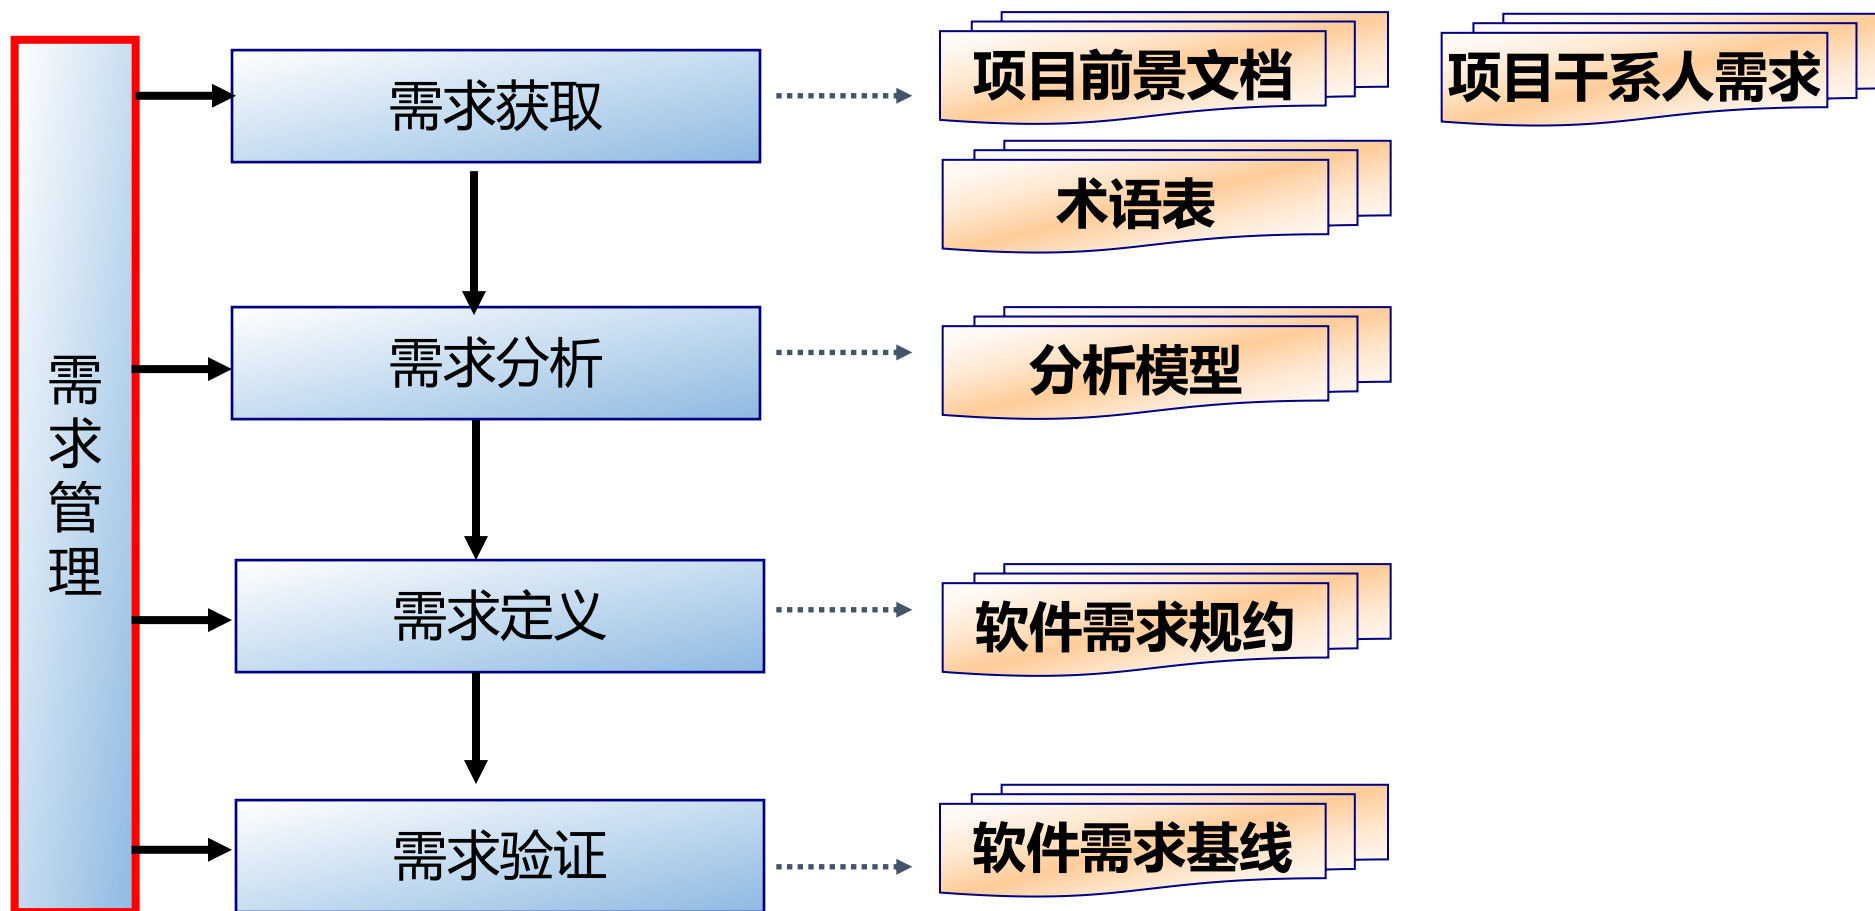 需求获取
项目前景文档
项目干系人需求
术语表
需求管理
需求分析
分析模型
需求定义
软件需求规约
需求验证
软件需求基线